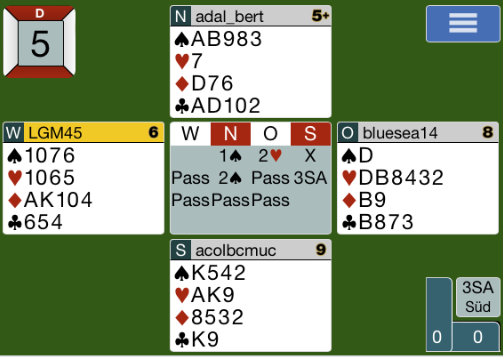 D
5
N adal_bert 5+
♠AB983
♥7
♦D76
♣AD102
W LGM45 6
♠1076
♥1065
♦AK104
♣654
W N O S
1♠ 2♥ X
Pass 2♠ Pass 3SA
Pass Pass Pass
O bluesea14 8
♠D
♥DB8432
♦B9
♣B873
S acolbcmuc 9
♠K542
♥AK9
♦8532
♣K9
3SA
Süd
0 0